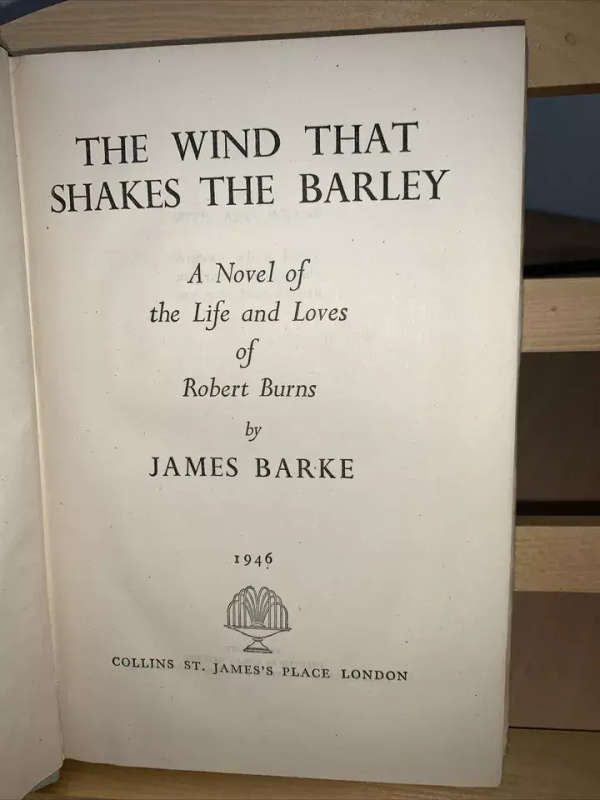 THE WIND THAT
SHAKES THE BARLEY
A Novel of
the Life and Loves
of
Robert Burns
by
JAMES BARKE
1946
COLLINS ST. JAMES'S PLACE LONDON